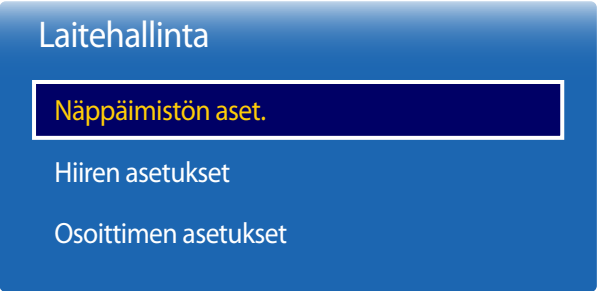 Laitehallinta
Näppäimistön aset.
Hiiren asetukset
Osoittimen asetukset